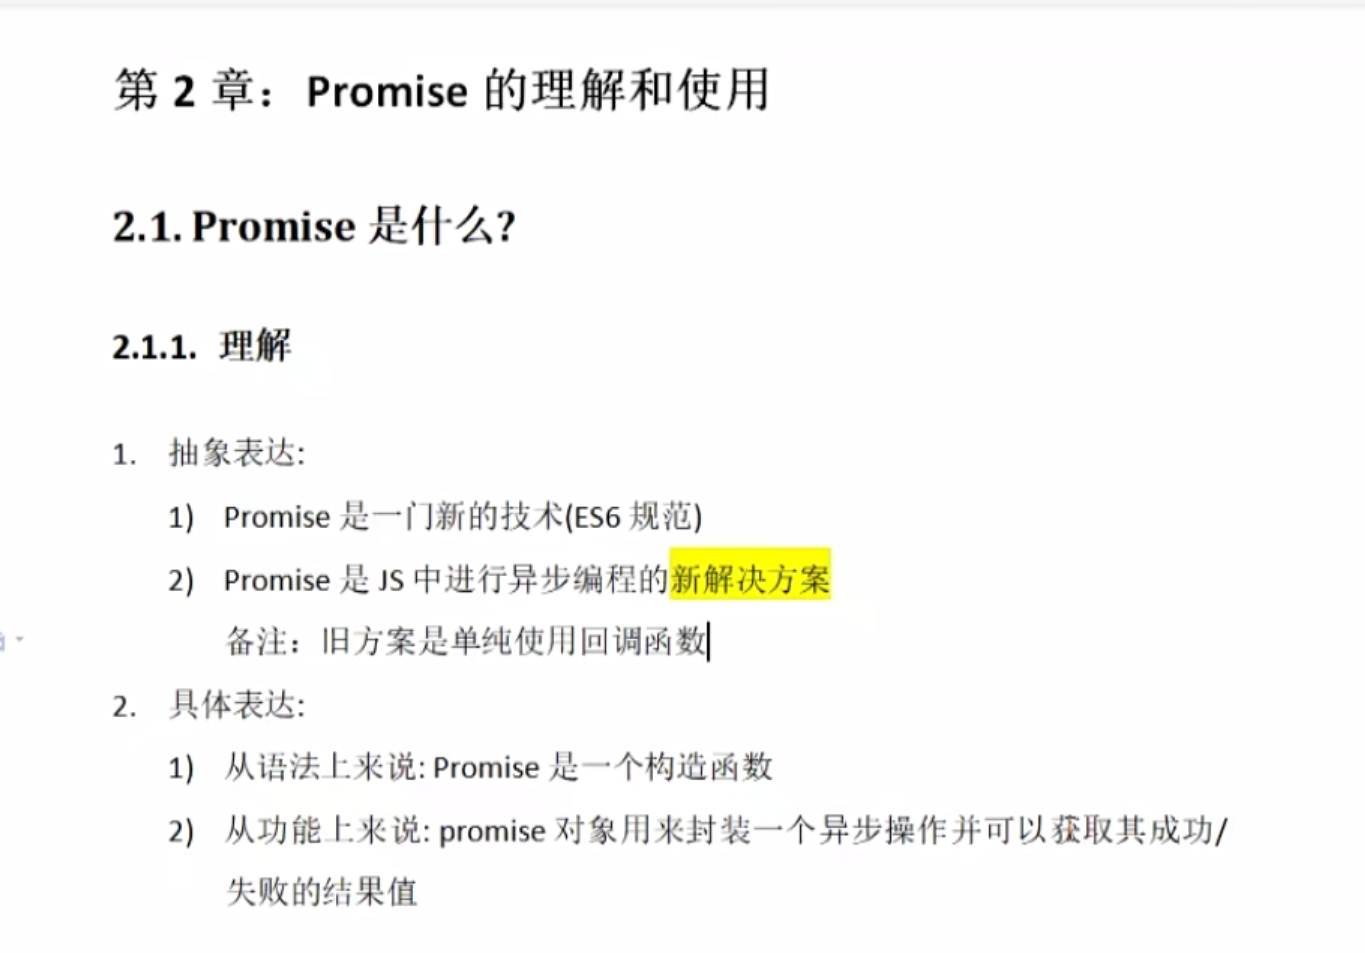 第 2 章：Promise 的理解和使用
2.1. Promise 是什么?
2.1.1. 理解
1. 抽象表达:
1) Promise 是一门新的技术(ES6 规范)
2) Promise 是 JS 中进行异步编程的新解决方案
备注：旧方案是单纯使用回调函数
2. 具体表达:
1) 从语法上来说: Promise 是一个构造函数
2) 从功能上来说: promise 对象用来封装一个异步操作并可以获取其成功/
失败的结果值